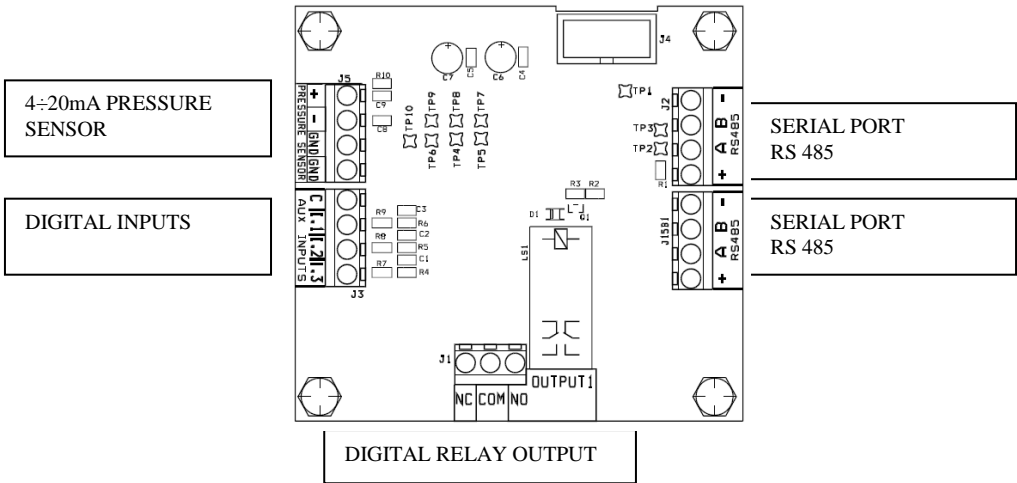 4÷20mA PRESSURE
SENSOR
DIGITAL INPUTS
J5
+
-
GND
GND
PRESSURE SENSOR
C
I.1
I.2
I.3
AUX INPUTS
J3
R10
C9
C8
R9
R8
R7
C3
R6
C2
R5
C1
R4
C7
C5
C6
C4
TP10
TP9
TP8
TP7
TP6
TP4
TP5
J4
TP1
TP3
TP2
R1
R3
R2
D1
Q1
LS1
J2
-
B
A
+
RS485
J15B1
-
B
A
+
RS485
SERIAL PORT
RS 485
SERIAL PORT
RS 485
J1
OUTPUT1
NC COM NO
DIGITAL RELAY OUTPUT